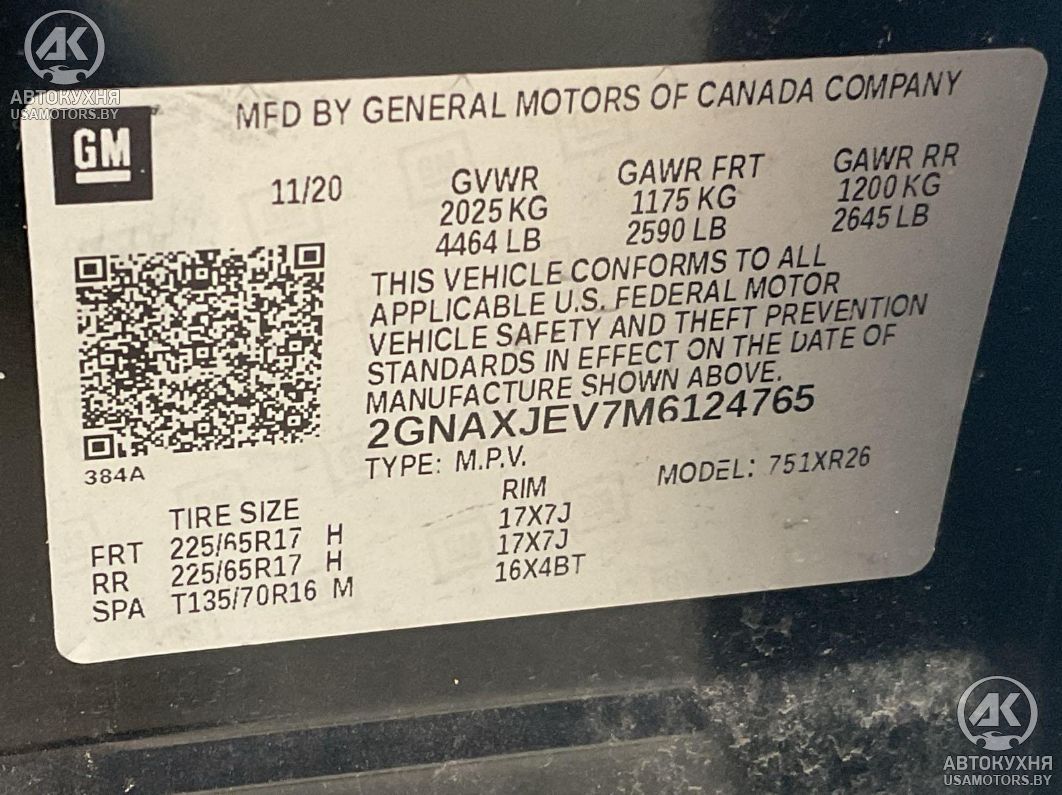 АК
АВТОКУХНЯ
USAMOTORS.BY
GM
MFD BY GENERAL MOTORS OF CANADA COMPANY
11/20 GVWR GAWR FRT GAWR RR
2025 KG 1175 KG 1200 KG
4464 LB 2590 LB 2645 LB
THIS VEHICLE CONFORMS TO ALL
APPLICABLE U.S. FEDERAL MOTOR
VEHICLE SAFETY AND THEFT PREVENTION
STANDARDS IN EFFECT ON THE DATE OF
MANUFACTURE SHOWN ABOVE.
2GNAXJEV7M6124765
384A
TYPE: M.P.V. MODEL: 751XR26
TIRE SIZE RIM
FRT 225/65R17 H 17X7J
RR 225/65R17 H 17X7J
SPA T135/70R16 M 16X4BT
АК
АВТОКУХНЯ
USAMOTORS.BY